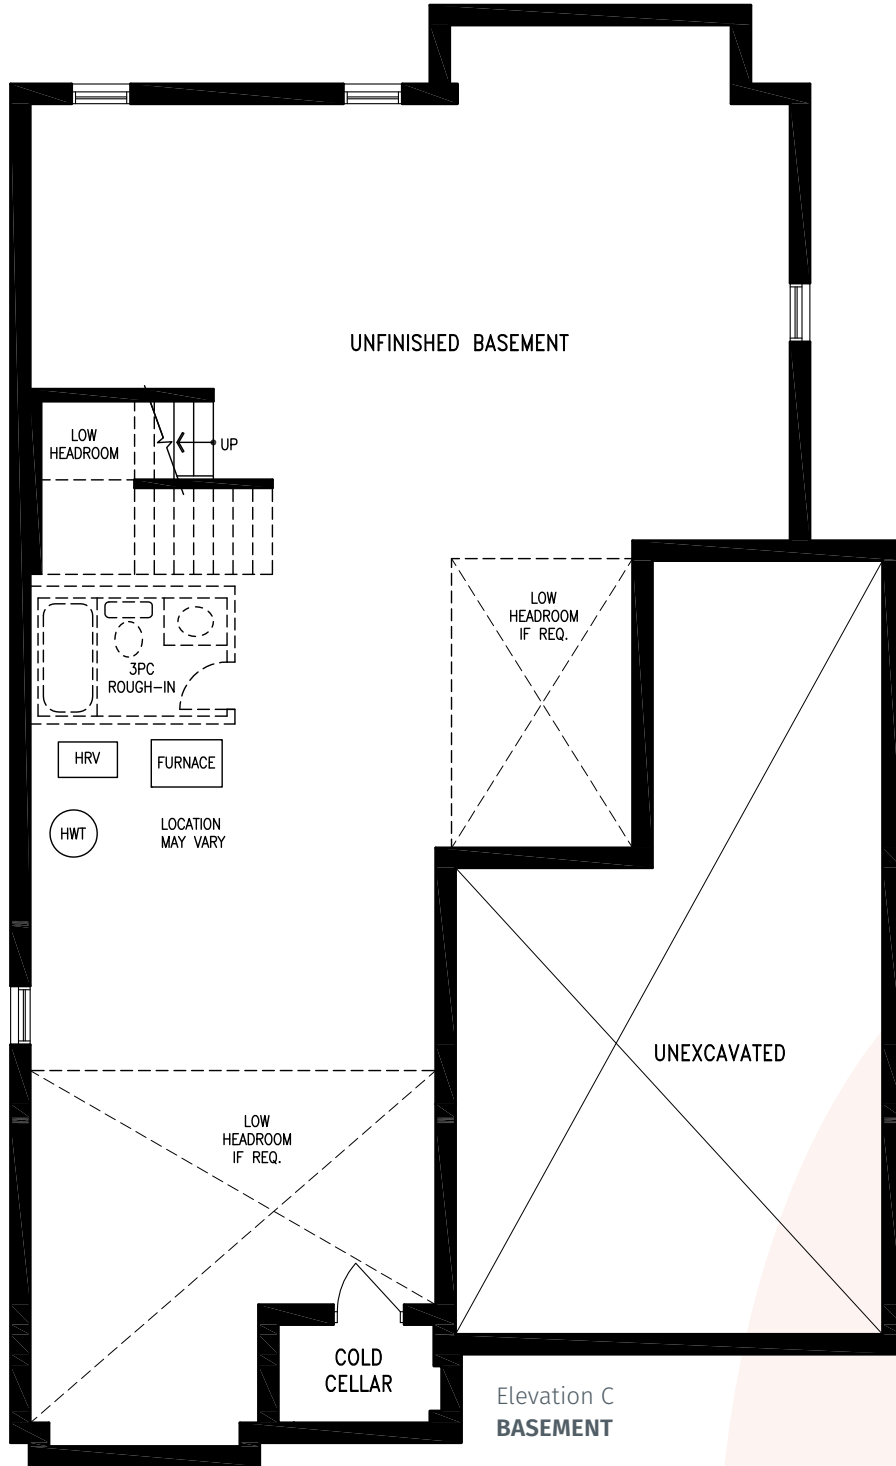 UNFINISHED BASEMENT
LOW
HEADROOM
UP
LOW
HEADROOM
IF REQ.
3PC
ROUGH-IN
HRV
FURNACE
HWT
LOCATION
MAY VARY
UNEXCAVATED
LOW
HEADROOM
IF REQ.
COLD
CELLAR
Elevation C
BASEMENT